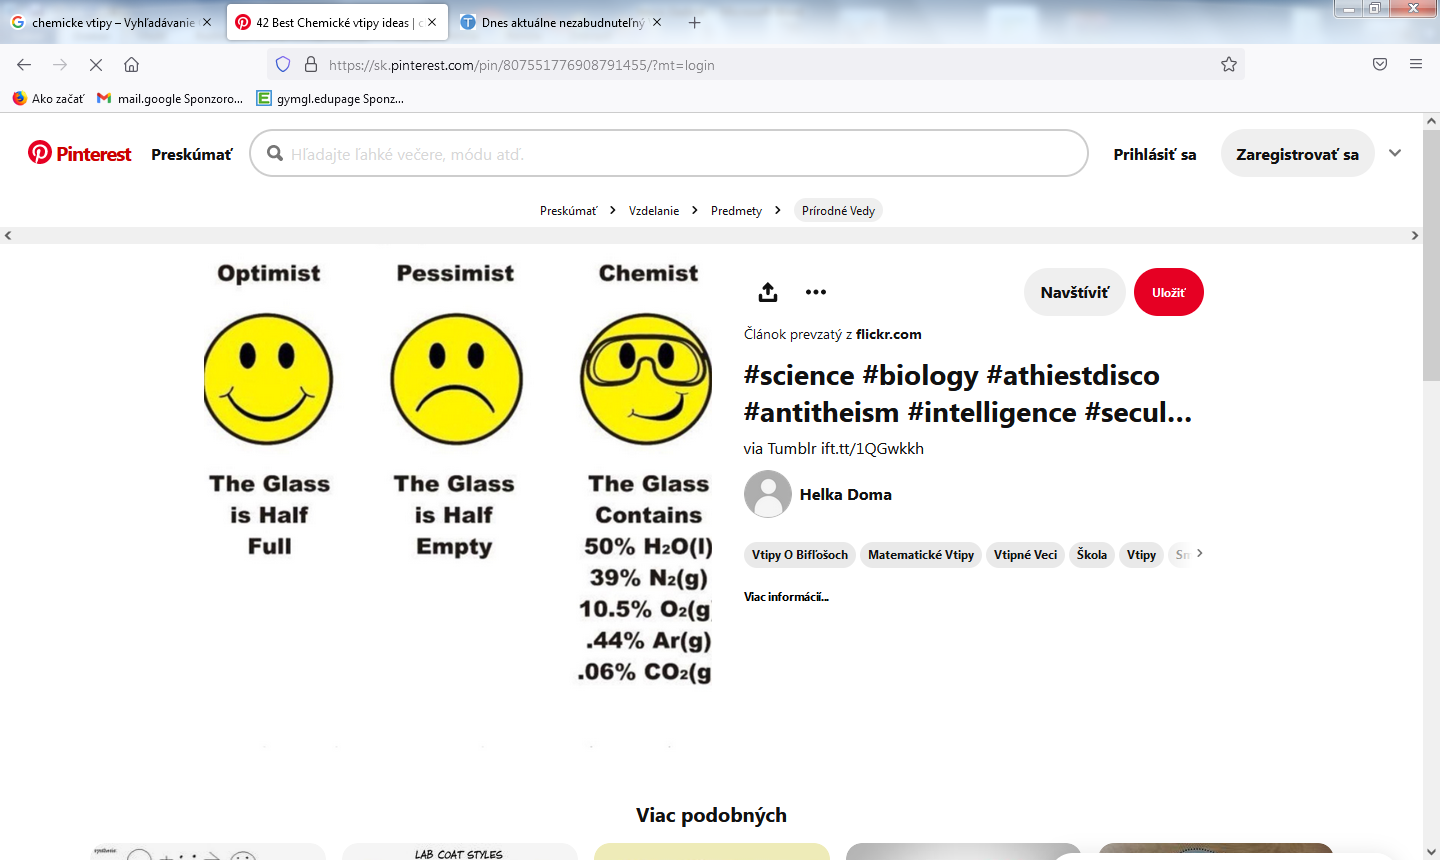 chemicke vtipy – Vyhľadávanie
42 Best Chemické vtipy ideas | c
Dnes aktuálne nezabudnuteľný
https://sk.pinterest.com/pin/807551776908791455/?mt=login
Ako začať
mail.google Sponzoro...
gymgl.edupage Sponz...
Pinterest
Preskúmať
Hľadajte ľahké večere, módu atď.
Prihlásiť sa
Zaregistrovať sa
Preskúmať
Vzdelanie
Predmety
Prírodné Vedy
Optimist
Pessimist
Chemist
The Glass
is Half
Full
The Glass
is Half
Empty
The Glass
Contains
50% H₂O(l)
39% N₂(g)
10.5% O₂(g
.44% Ar(g)
.06% CO₂(g
Navštíviť
Uložiť
Článok prevzatý z flickr.com
#science #biology #athiestdisco
#antitheism #intelligence #secul...
via Tumblr ift.tt/1QGwkkh
Helka Doma
Vtipy O Bifľošoch
Matematické Vtipy
Vtipné Veci
Škola
Vtipy
Sm
Viac informácií...
Viac podobných
synthesis:
LAB COAT STYLES